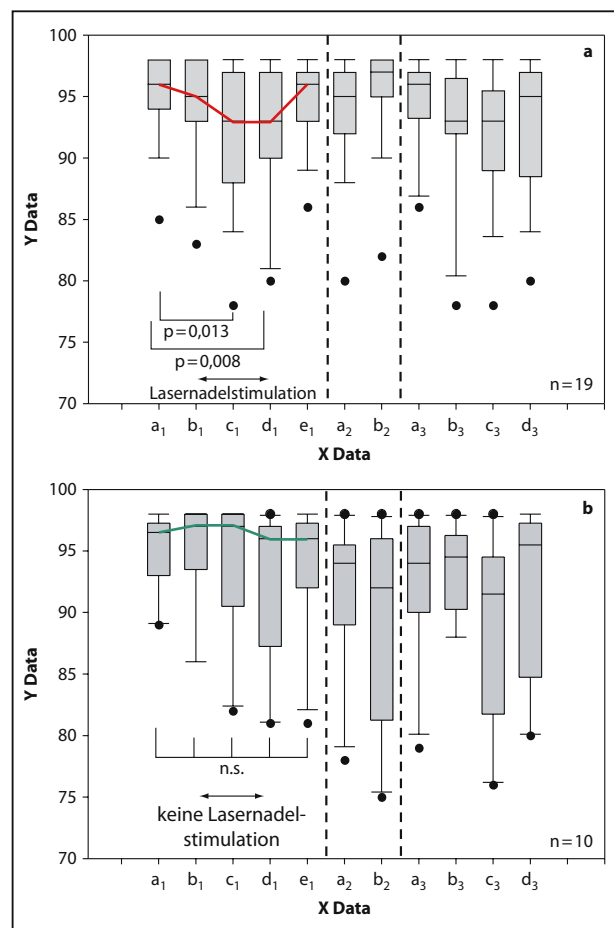 a
100
95
90
85
80
75
70
Y Data
p=0,013
p=0,008
Lasernadelstimulation
n=19
a1 b1 c1 d1 e1 a2 b2 a3 b3 c3 d3
X Data
b
100
95
90
85
80
75
70
Y Data
n.s.
keine Lasernadel-
stimulation
n=10
a1 b1 c1 d1 e1 a2 b2 a3 b3 c3 d3
X Data